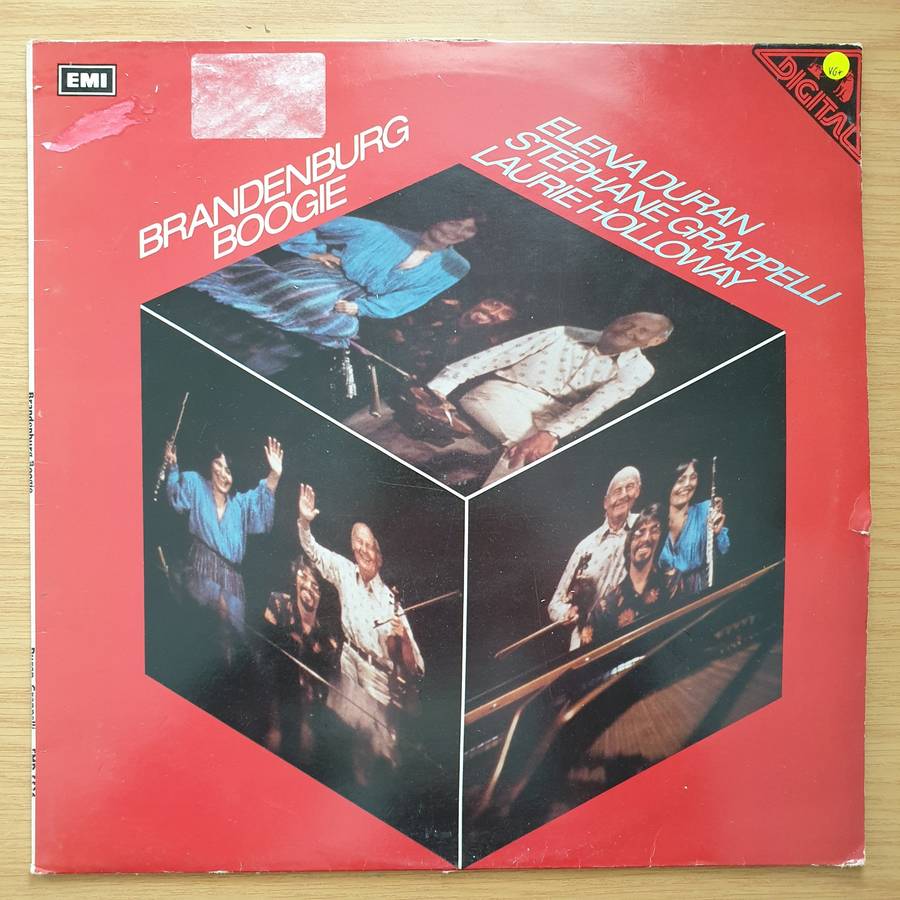 EMI
DIGITAL
VG+
BRANDENBURG
BOOGIE
ELENA DURAN
STEPHANE GRAPPELLI
LAURIE HOLLOWAY
Brandenburg Boogie